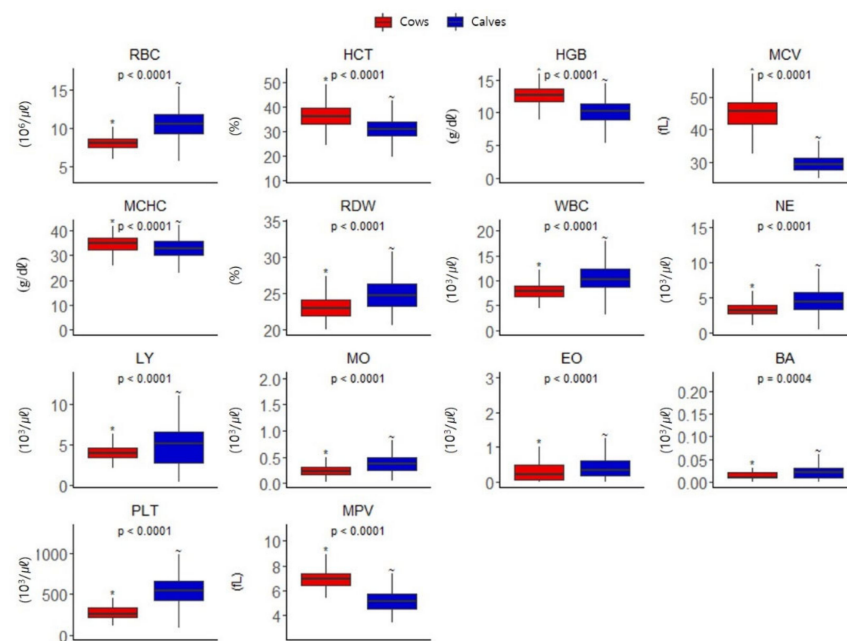 Cows Calves
RBC
p < 0.0001
*
~
(10⁶/㎕)
15
10
5
HCT
p < 0.0001
*
~
(%)
50
40
30
20
10
HGB
p < 0.0001
*
~
(g/㎗)
15
10
5
0
MCV
p < 0.0001
*
~
(fL)
50
40
30
MCHC
p < 0.0001
*
~
(g/㎗)
40
30
20
10
0
RDW
p < 0.0001
*
~
(%)
35
30
25
20
WBC
p < 0.0001
*
~
(10³/㎕)
20
15
10
5
0
NE
p < 0.0001
*
~
(10³/㎕)
15
10
5
0
LY
p < 0.0001
*
~
(10³/㎕)
10
5
0
MO
p < 0.0001
*
~
(10³/㎕)
2.0
1.5
1.0
0.5
0.0
EO
p < 0.0001
*
~
(10³/㎕)
3
2
1
0
BA
p = 0.0004
*
~
(10³/㎕)
0.20
0.15
0.10
0.05
0.00
PLT
p < 0.0001
*
~
(10³/㎕)
1000
500
0
MPV
p < 0.0001
*
~
(fL)
10
8
6
4